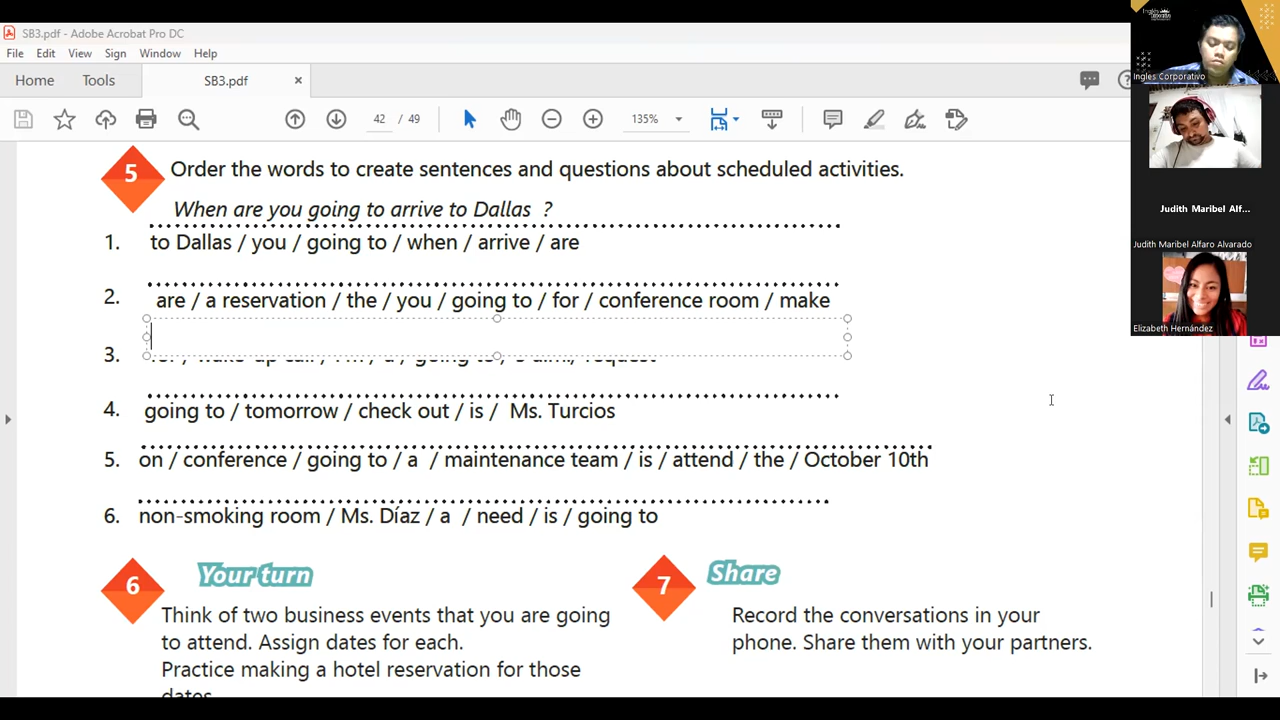 SB3.pdf - Adobe Acrobat Pro DC
File Edit View Sign Window Help
Home Tools SB3.pdf ×
42 / 49 135%
5 Order the words to create sentences and questions about scheduled activities.
When are you going to arrive to Dallas ?
1. to Dallas / you / going to / when / arrive / are
2. are / a reservation / the / you / going to / for / conference room / make
3.
4. going to / tomorrow / check out / is / Ms. Turcios
5. on / conference / going to / a / maintenance team / is / attend / the / October 10th
6. non-smoking room / Ms. Díaz / a / need / is / going to
6 Your turn
Think of two business events that you are going
to attend. Assign dates for each.
Practice making a hotel reservation for those
dates
7 Share
Record the conversations in your
phone. Share them with your partners.
Ingles Corporativo
Judith Maribel Alf...
Judith Maribel Alfaro Alvarado
Elizabeth Hernández